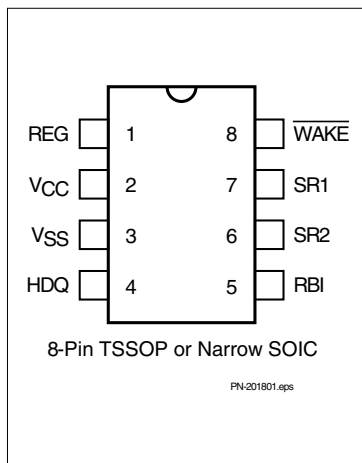 REG 1 8 WAKE
VCC 2 7 SR1
VSS 3 6 SR2
HDQ 4 5 RBI
8-Pin TSSOP or Narrow SOIC
PN-201801.eps